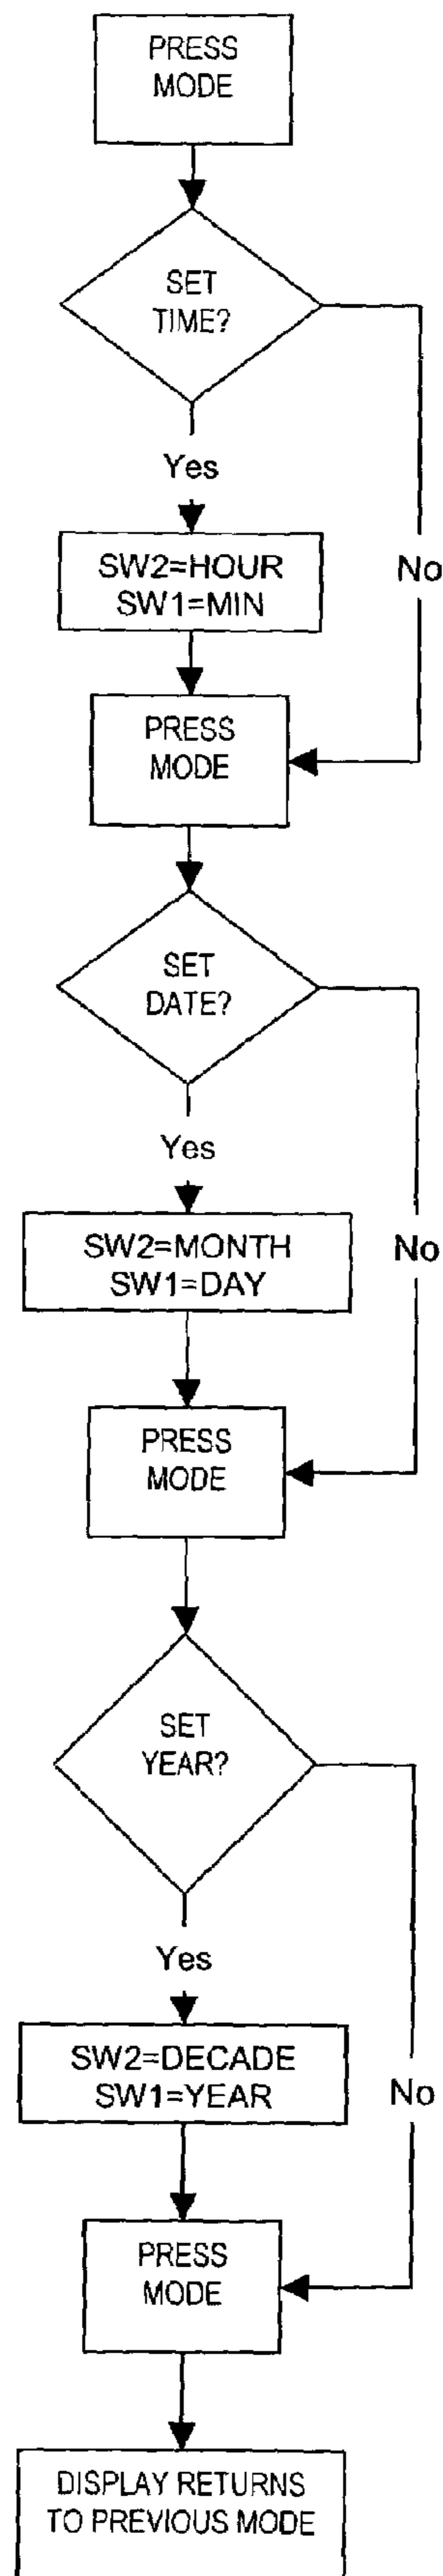 PRESS
MODE
SET
TIME?
Yes
No
SW2=HOUR
SW1=MIN
PRESS
MODE
SET
DATE?
Yes
No
SW2=MONTH
SW1=DAY
PRESS
MODE
SET
YEAR?
Yes
No
SW2=DECADE
SW1=YEAR
PRESS
MODE
DISPLAY RETURNS
TO PREVIOUS MODE